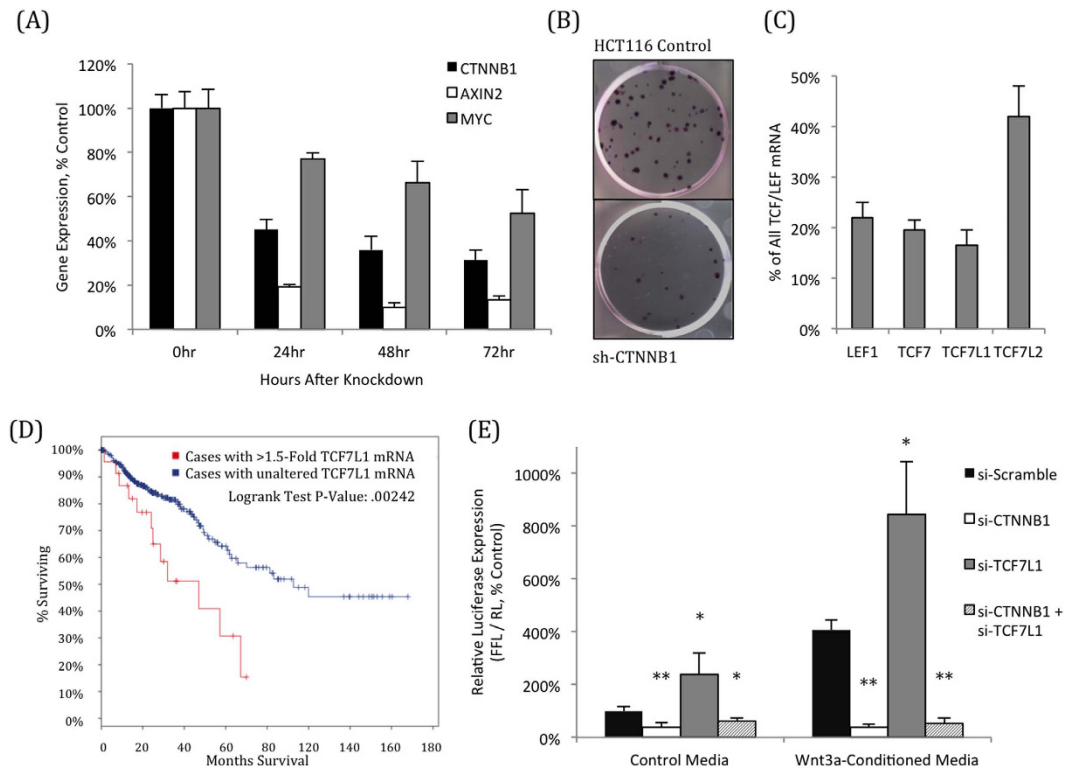 (A)
120%
100%
80%
60%
40%
20%
0%
Gene Expression, % Control
CTNNB1
AXIN2
MYC
0hr 24hr 48hr 72hr
Hours After Knockdown
(B)
HCT116 Control
sh-CTNNB1
(C)
50%
40%
30%
20%
10%
0%
% of All TCF/LEF mRNA
LEF1 TCF7 TCF7L1 TCF7L2
(D)
100%
90%
80%
70%
60%
50%
40%
30%
20%
10%
0%
% Surviving
Cases with >1.5-Fold TCF7L1 mRNA
Cases with unaltered TCF7L1 mRNA
Logrank Test P-Value: .00242
0 20 40 60 80 100 120 140 160 180
Months Survival
(E)
1000%
800%
600%
400%
200%
0%
Relative Luciferase Expression
(FFL / RL, % Control)
** * *
** * **
Control Media Wnt3a-Conditioned Media
si-Scramble
si-CTNNB1
si-TCF7L1
si-CTNNB1 +
si-TCF7L1